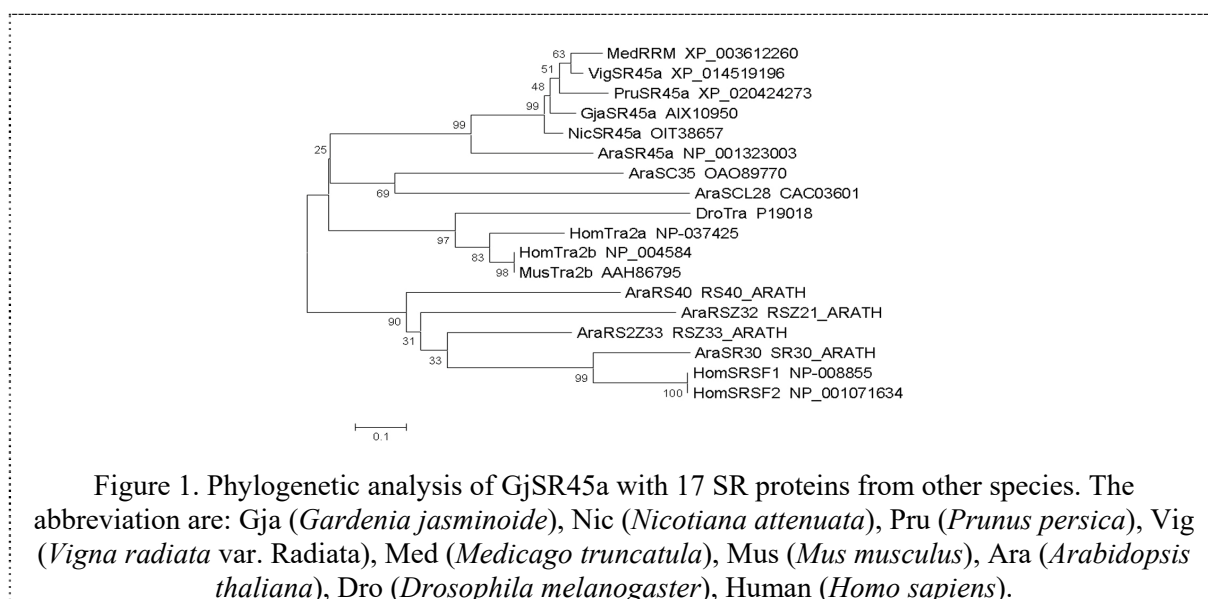 63
MedRRM XP_003612260
51
VigSR45a XP_014519196
48
PruSR45a XP_020424273
99
GjaSR45a AIX10950
99
NicSR45a OIT38657
25
AraSR45a NP_001323003
AraSC35 OAO89770
69
AraSCL28 CAC03601
DroTra P19018
97
HomTra2a NP-037425
83
HomTra2b NP_004584
98
MusTra2b AAH86795
AraRS40 RS40_ARATH
90
AraRSZ32 RSZ21_ARATH
31
AraRS2Z33 RSZ33_ARATH
33
AraSR30 SR30_ARATH
99
HomSRSF1 NP-008855
100
HomSRSF2 NP_001071634
0.1
Figure 1. Phylogenetic analysis of GjSR45a with 17 SR proteins from other species. The
abbreviation are: Gja (Gardenia jasminoide), Nic (Nicotiana attenuata), Pru (Prunus persica), Vig
(Vigna radiata var. Radiata), Med (Medicago truncatula), Mus (Mus musculus), Ara (Arabidopsis
thaliana), Dro (Drosophila melanogaster), Human (Homo sapiens).